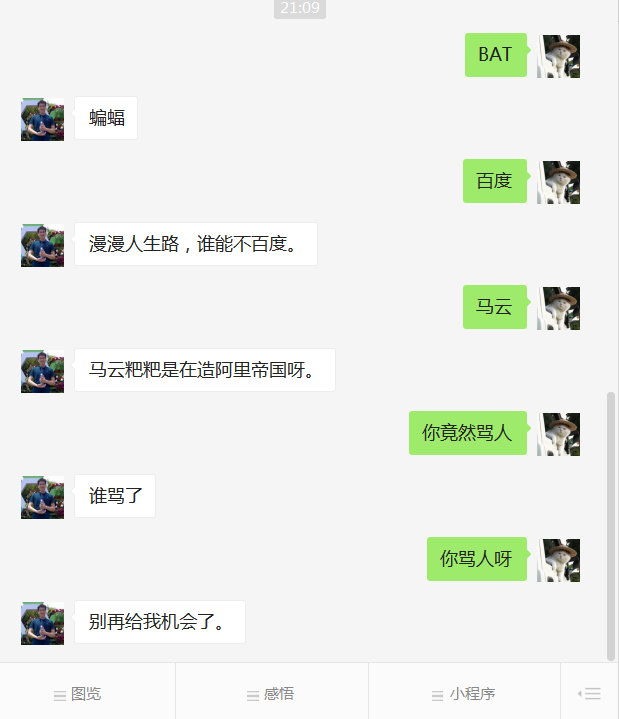 21:09
BAT
蝙蝠
百度
漫漫人生路，谁能不百度。
马云
马云粑粑是在造阿里帝国呀。
你竟然骂人
谁骂了
你骂人呀
别再给我机会了。
图览
感悟
小程序